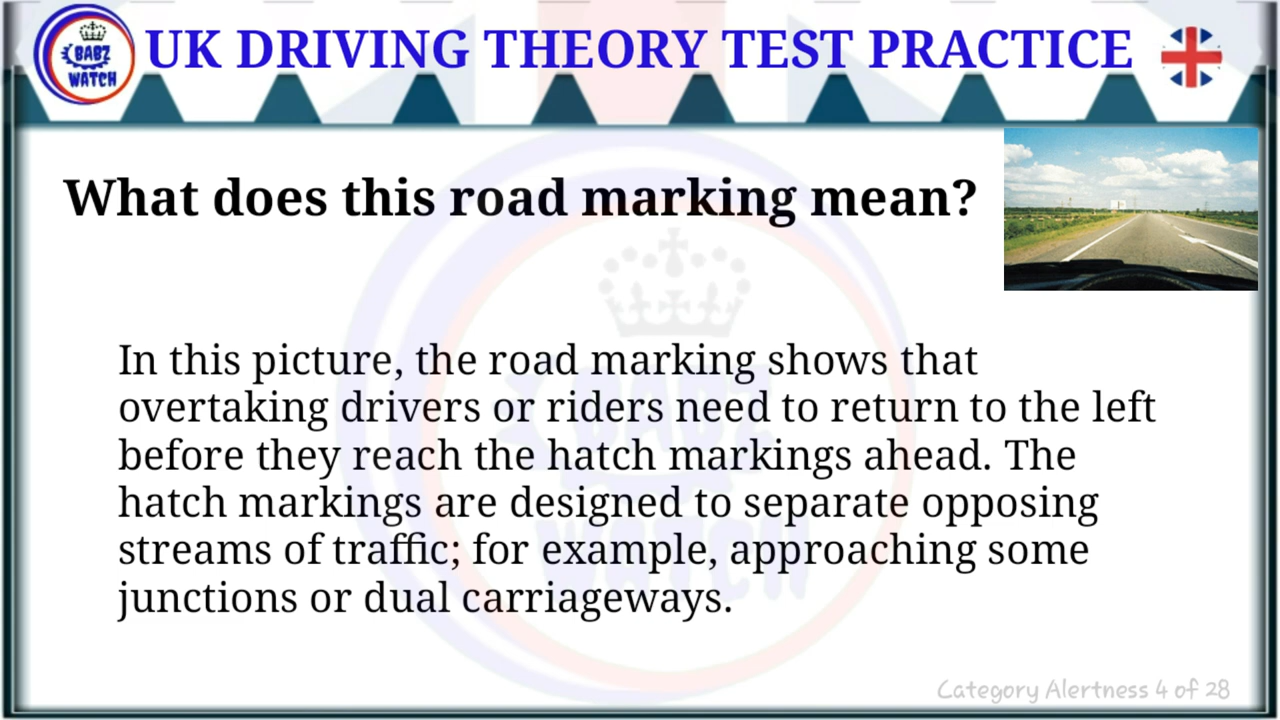 BABZ
WATCH
UK DRIVING THEORY TEST PRACTICE
What does this road marking mean?
In this picture, the road marking shows that
overtaking drivers or riders need to return to the left
before they reach the hatch markings ahead. The
hatch markings are designed to separate opposing
streams of traffic; for example, approaching some
junctions or dual carriageways.
BABZ
WATCH
Category Alertness 4 of 28